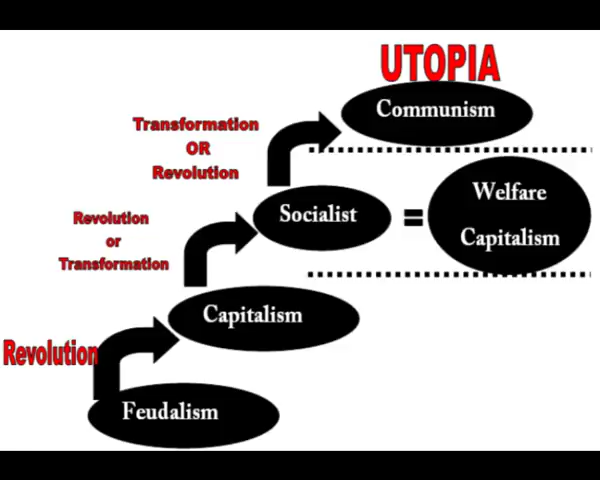 UTOPIA
Communism
Transformation
OR
Revolution
Welfare
Capitalism
Socialist
=
Revolution
or
Transformation
Capitalism
Revolution
Feudalism